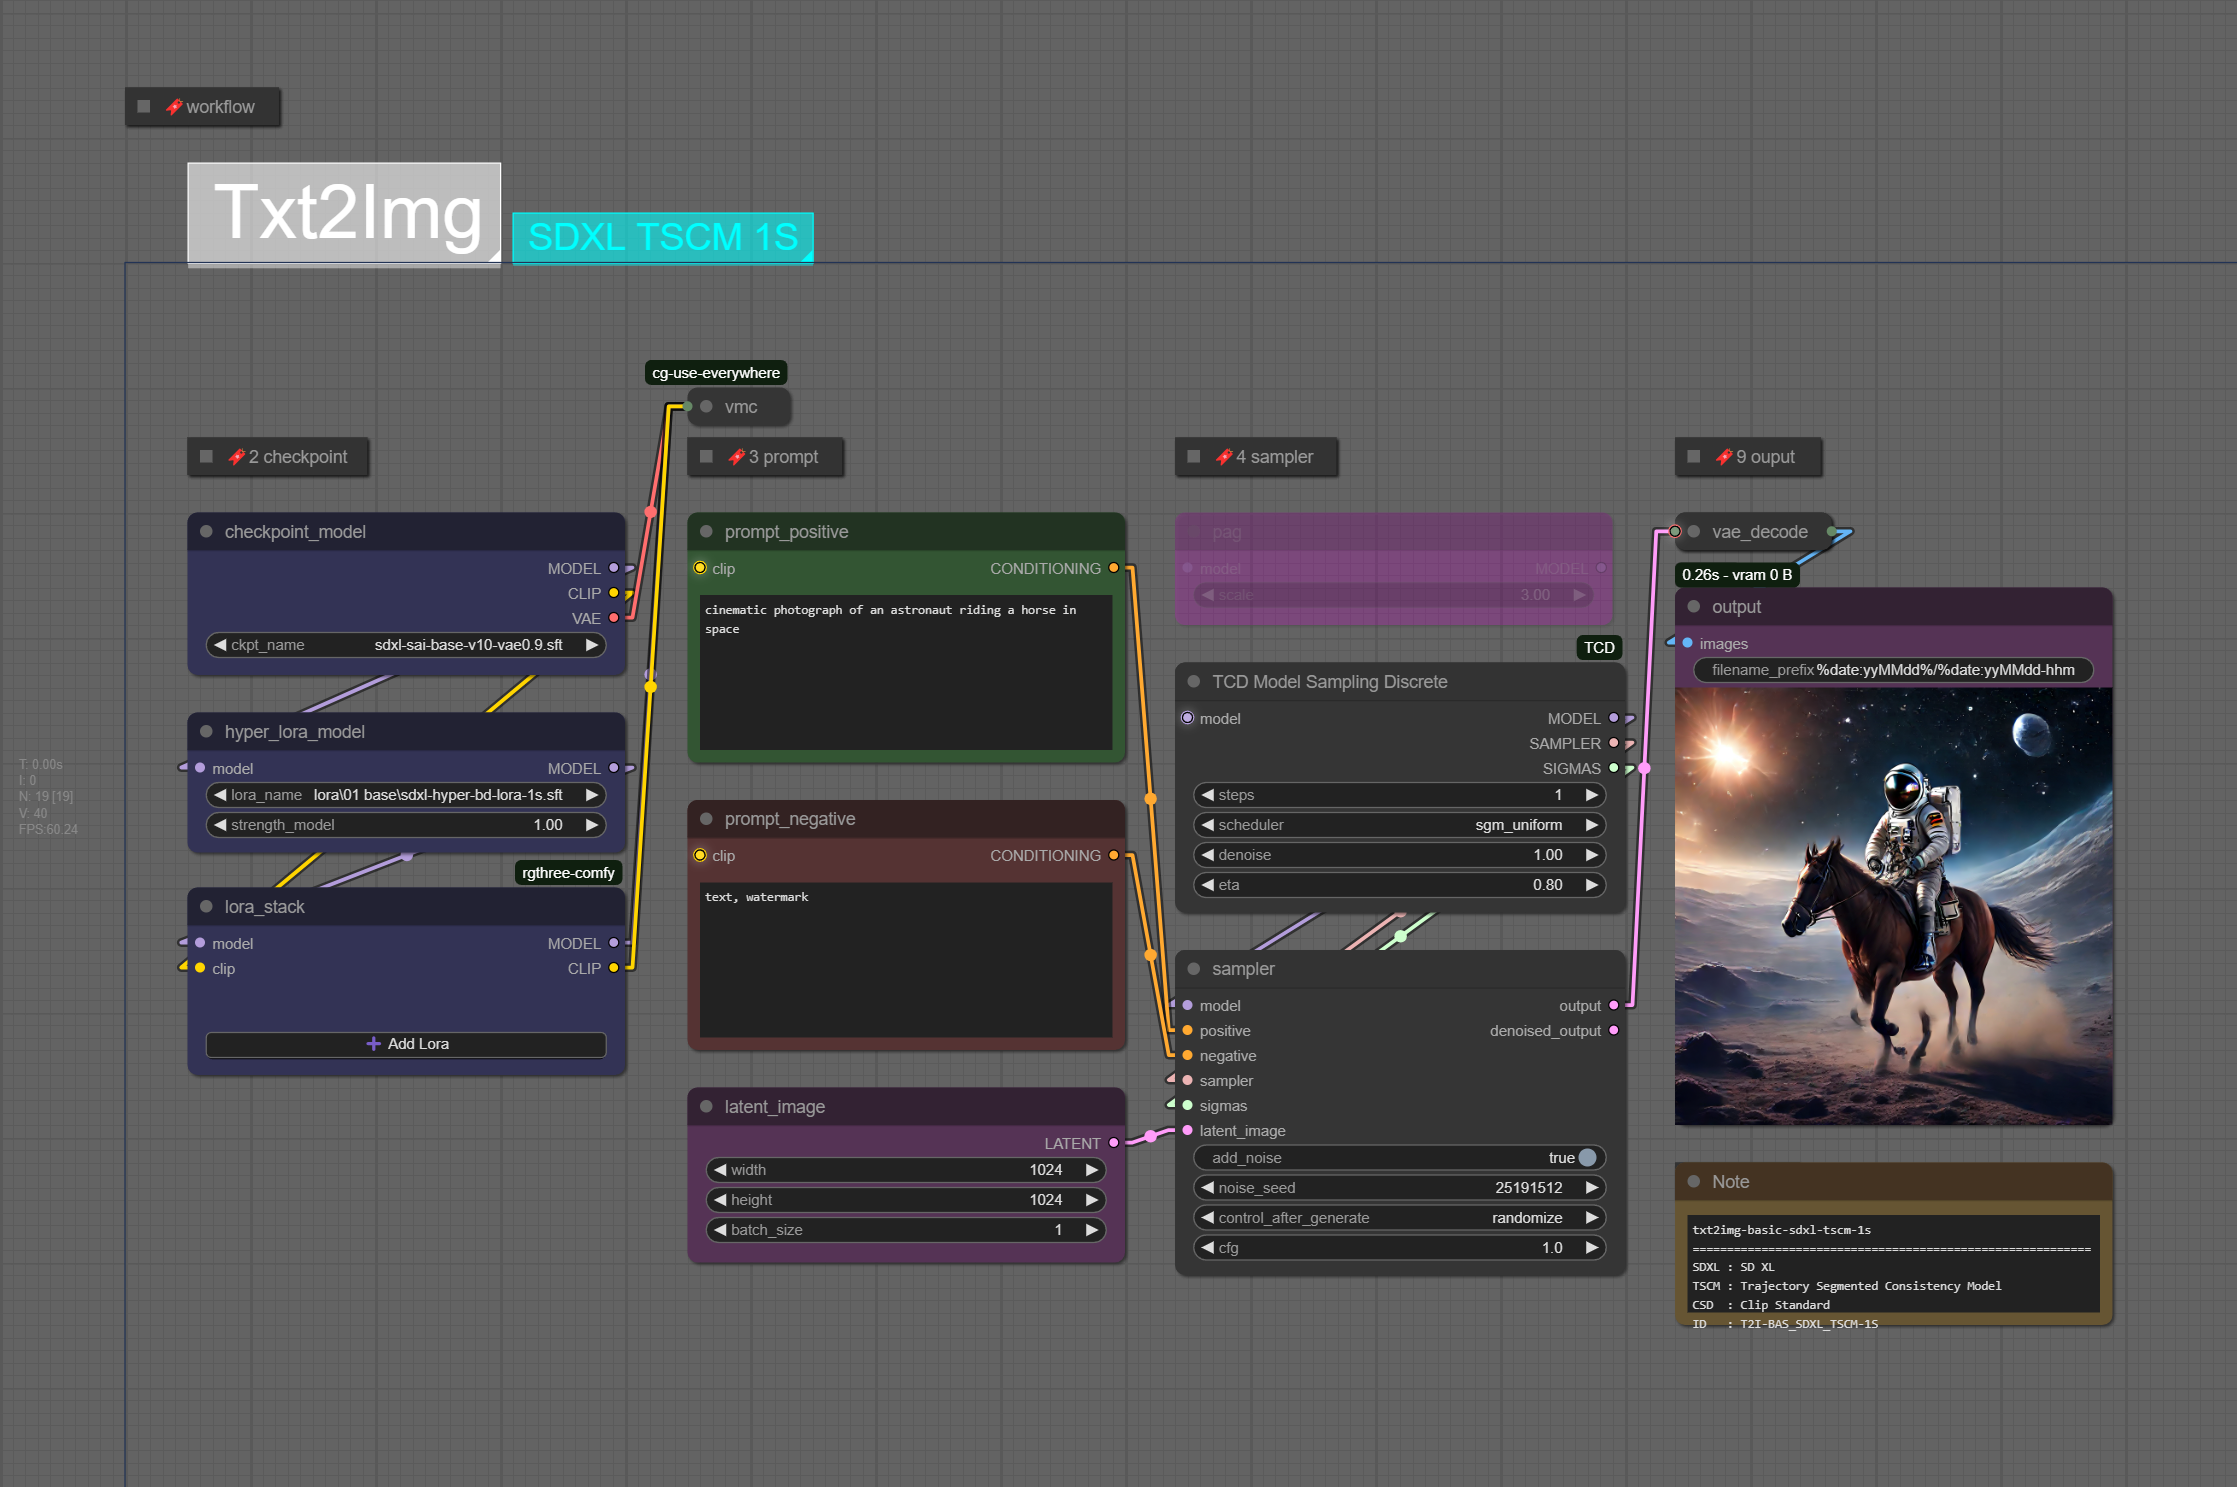 workflow
Txt2Img
SDXL TSCM 1S
cg-use-everywhere
vmc
2 checkpoint
3 prompt
4 sampler
9 ouput
checkpoint_model
MODEL
CLIP
VAE
ckpt_name sdxl-sai-base-v10-vae0.9.sft
hyper_lora_model
model MODEL
lora_name lora\01 base\sdxl-hyper-bd-lora-1s.sft
strength_model 1.00
rgthree-comfy
lora_stack
model MODEL
clip CLIP
+ Add Lora
T: 0.00s
I: 0
N: 19 [19]
V: 40
FPS:60.24
prompt_positive
clip CONDITIONING
cinematic photograph of an astronaut riding a horse in
space
prompt_negative
clip CONDITIONING
text, watermark
latent_image
LATENT
width 1024
height 1024
batch_size 1
pag
model MODEL
scale 3.00
TCD
TCD Model Sampling Discrete
model MODEL
SAMPLER
SIGMAS
steps 1
scheduler sgm_uniform
denoise 1.00
eta 0.80
sampler
model output
positive denoised_output
negative
sampler
sigmas
latent_image
add_noise true
noise_seed 25191512
control_after_generate randomize
cfg 1.0
vae_decode
0.26s - vram 0 B
output
images
filename_prefix %date:yyMMdd%/%date:yyMMdd-hhm
Note
txt2img-basic-sdxl-tscm-1s
==========================================================
SDXL : SD XL
TSCM : Trajectory Segmented Consistency Model
CSD : Clip Standard
ID : T2I-BAS_SDXL_TSCM-1S